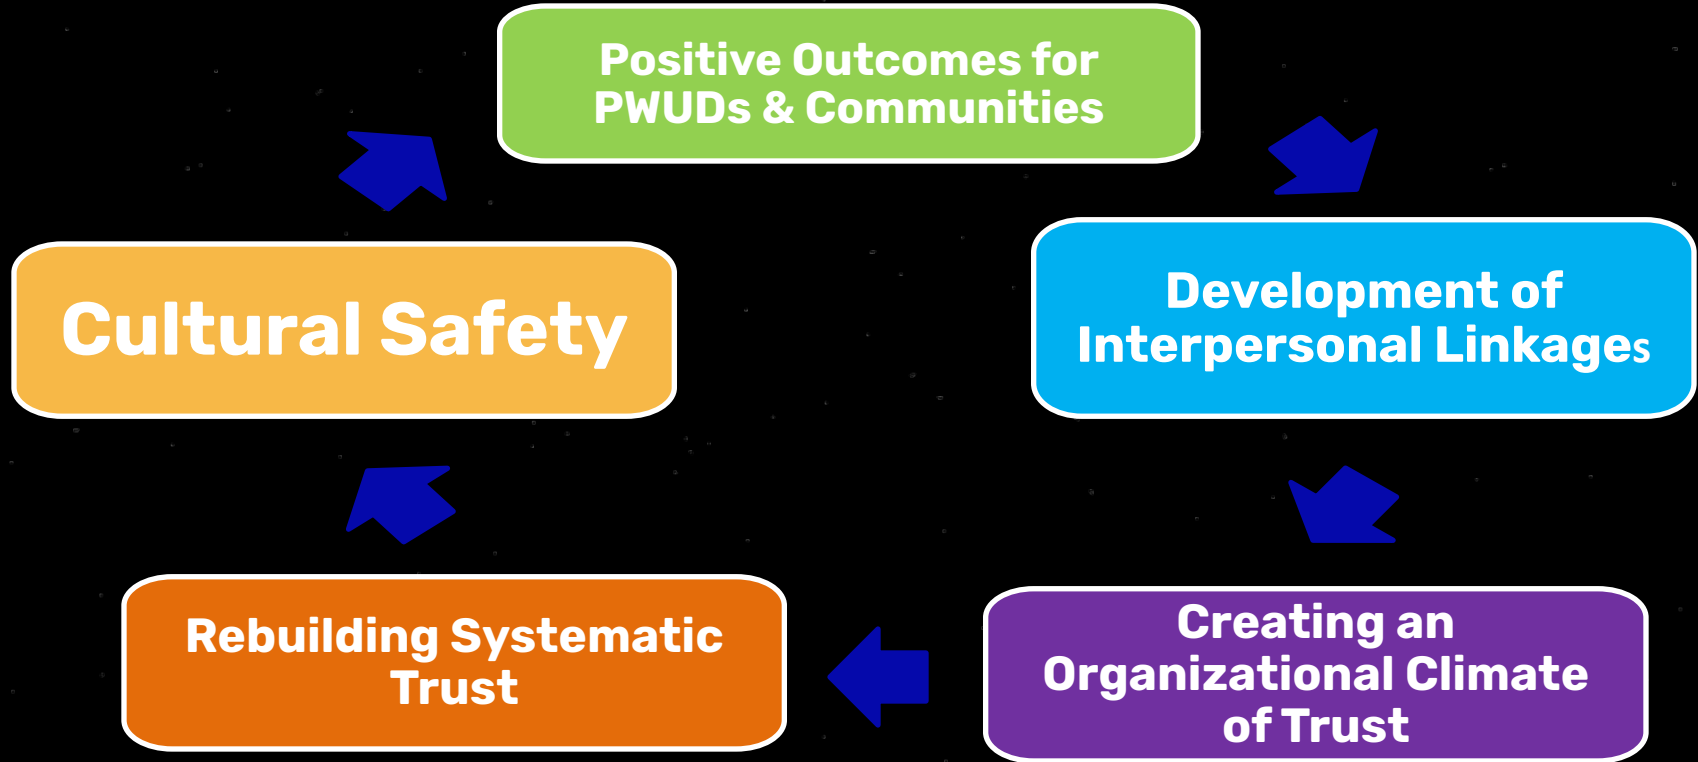 Positive Outcomes for
PWUDs & Communities
Cultural Safety
Development of
Interpersonal Linkages
Rebuilding Systematic
Trust
Creating an
Organizational Climate
of Trust